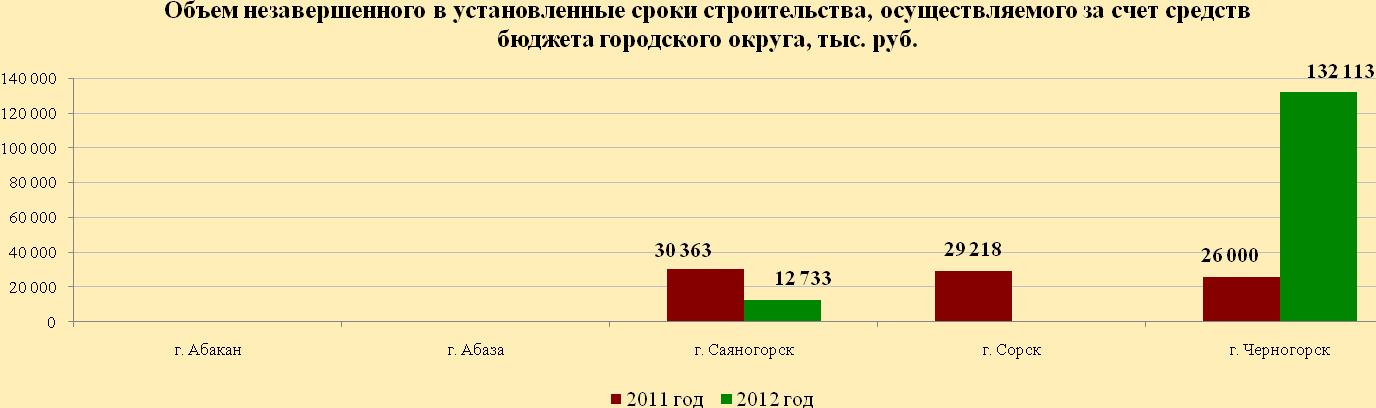 Объем незавершенного в установленные сроки строительства, осуществляемого за счет средств
бюджета городского округа, тыс. руб.
140 000
120 000
100 000
80 000
60 000
40 000
20 000
0
30 363
12 733
29 218
26 000
132 113
г. Абакан
г. Абаза
г. Саяногорск
г. Сорск
г. Черногорск
2011 год
2012 год